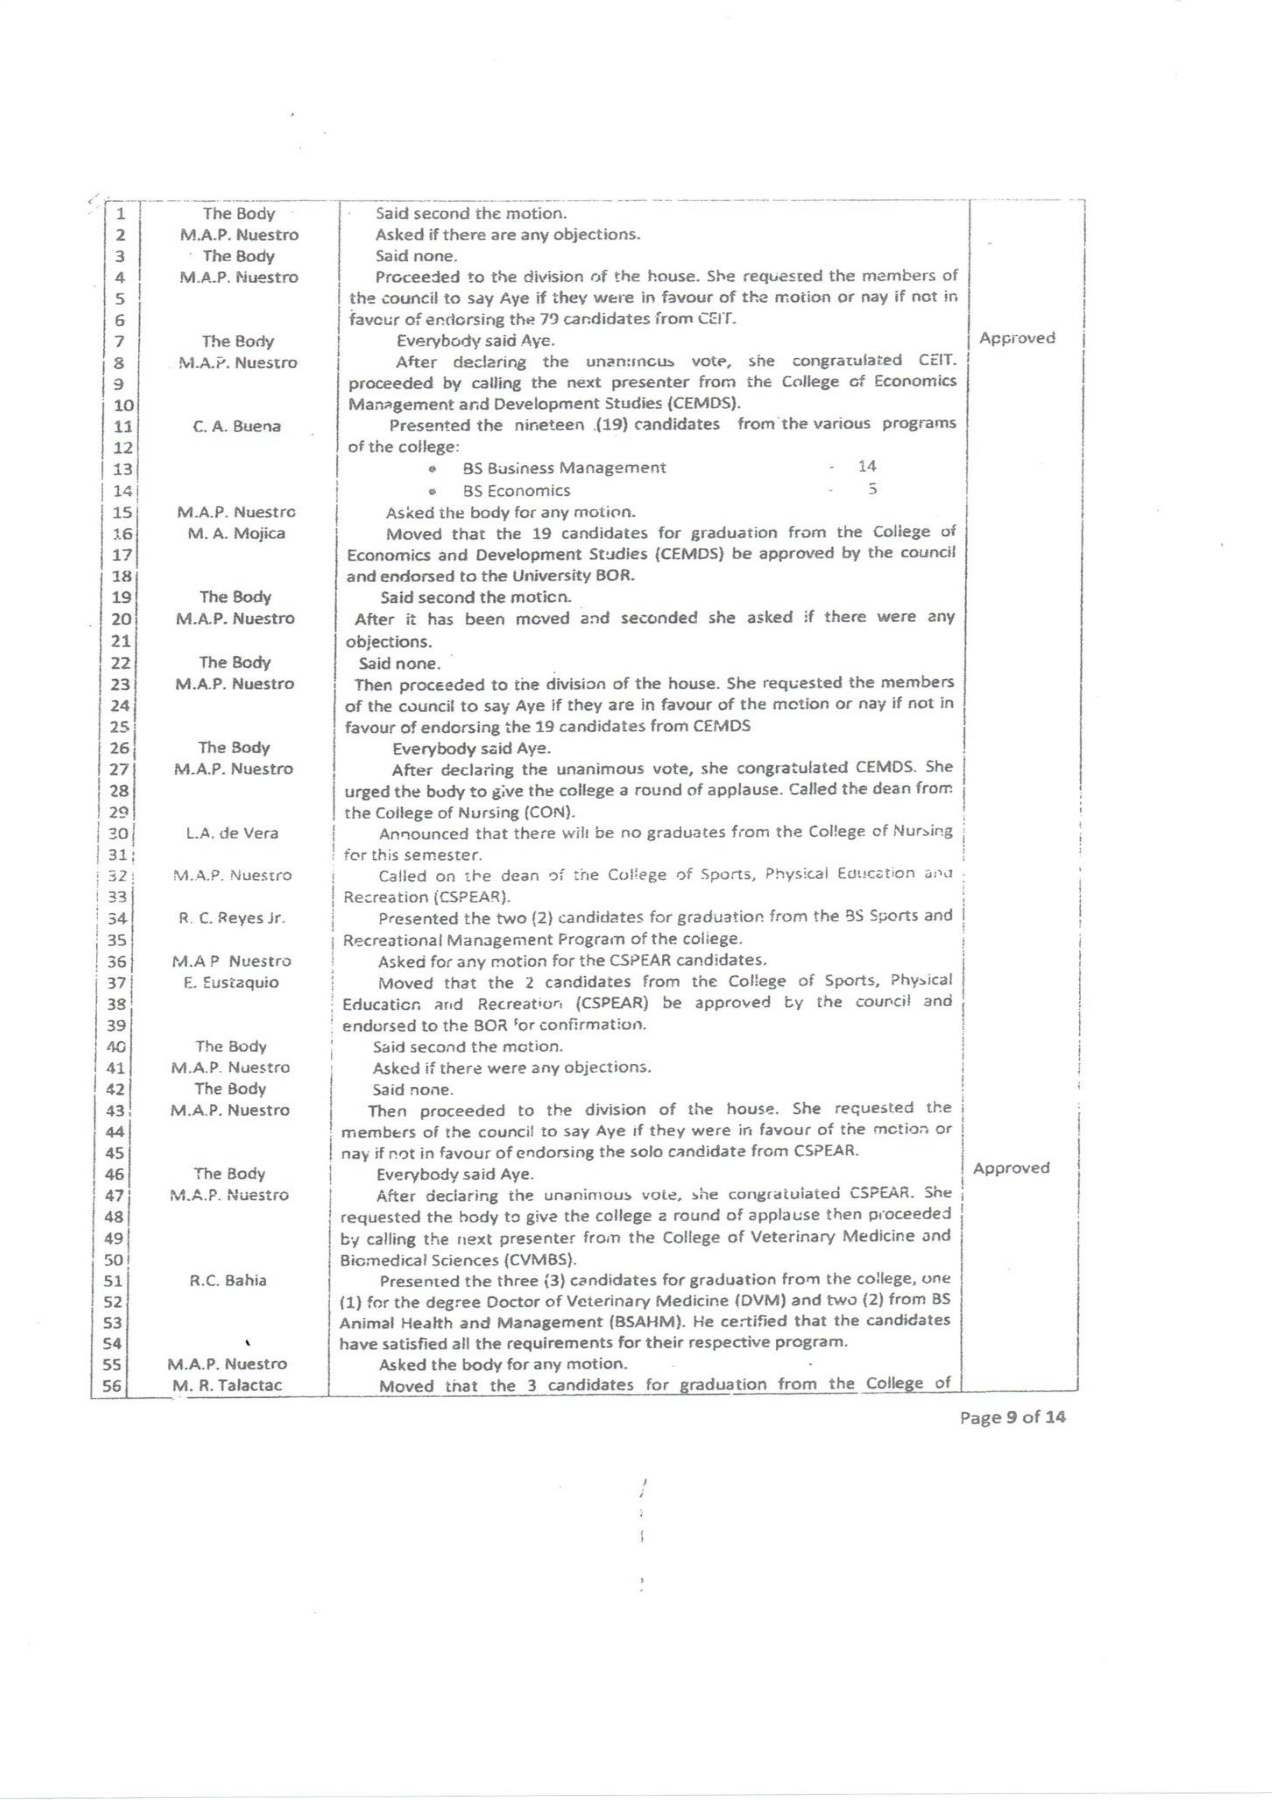 1 The Body Said second the motion.
2 M.A.P. Nuestro Asked if there are any objections.
3 The Body Said none.
4 M.A.P. Nuestro Proceeded to the division of the house. She requested the members of
5 the council to say Aye if they were in favour of the motion or nay if not in
6 favour of endorsing the 79 candidates from CEIT.
7 The Body Everybody said Aye. Approved
8 M.A.P. Nuestro After declaring the unanimous vote, she congratulated CEIT.
9 proceeded by calling the next presenter from the College of Economics
10 Management and Development Studies (CEMDS).
11 C. A. Buena Presented the nineteen (19) candidates from the various programs
12 of the college:
13 • BS Business Management - 14
14 • BS Economics - 5
15 M.A.P. Nuestro Asked the body for any motion.
16 M. A. Mojica Moved that the 19 candidates for graduation from the College of
17 Economics and Development Studies (CEMDS) be approved by the council
18 and endorsed to the University BOR.
19 The Body Said second the motion.
20 M.A.P. Nuestro After it has been moved and seconded she asked if there were any
21 objections.
22 The Body Said none.
23 M.A.P. Nuestro Then proceeded to the division of the house. She requested the members
24 of the council to say Aye if they are in favour of the motion or nay if not in
25 favour of endorsing the 19 candidates from CEMDS
26 The Body Everybody said Aye.
27 M.A.P. Nuestro After declaring the unanimous vote, she congratulated CEMDS. She
28 urged the body to give the college a round of applause. Called the dean from
29 the College of Nursing (CON).
30 L.A. de Vera Announced that there will be no graduates from the College of Nursing
31 for this semester.
32 M.A.P. Nuestro Called on the dean of the College of Sports, Physical Education and
33 Recreation (CSPEAR).
34 R. C. Reyes Jr. Presented the two (2) candidates for graduation from the BS Sports and
35 Recreational Management Program of the college.
36 M.A P Nuestro Asked for any motion for the CSPEAR candidates.
37 E. Eustaquio Moved that the 2 candidates from the College of Sports, Physical
38 Education and Recreation (CSPEAR) be approved by the council and
39 endorsed to the BOR for confirmation.
40 The Body Said second the motion.
41 M.A.P. Nuestro Asked if there were any objections.
42 The Body Said none.
43 M.A.P. Nuestro Then proceeded to the division of the house. She requested the
44 members of the council to say Aye if they were in favour of the motion or
45 nay if not in favour of endorsing the solo candidate from CSPEAR.
46 The Body Everybody said Aye. Approved
47 M.A.P. Nuestro After declaring the unanimous vote, she congratulated CSPEAR. She
48 requested the body to give the college a round of applause then proceeded
49 by calling the next presenter from the College of Veterinary Medicine and
50 Biomedical Sciences (CVMBS).
51 R.C. Bahia Presented the three (3) candidates for graduation from the college, one
52 (1) for the degree Doctor of Veterinary Medicine (DVM) and two (2) from BS
53 Animal Health and Management (BSAHM). He certified that the candidates
54 have satisfied all the requirements for their respective program.
55 M.A.P. Nuestro Asked the body for any motion.
56 M. R. Talactac Moved that the 3 candidates for graduation from the College of
Page 9 of 14